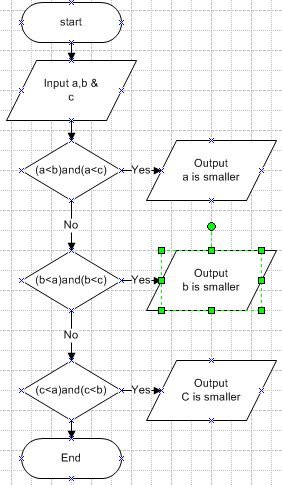 start
Input a,b &
c
(a<b)and(a<c)
Yes
Output
a is smaller
No
(b<a)and(b<c)
Yes
Output
b is smaller
No
(c<a)and(c<b)
Yes
Output
C is smaller
End